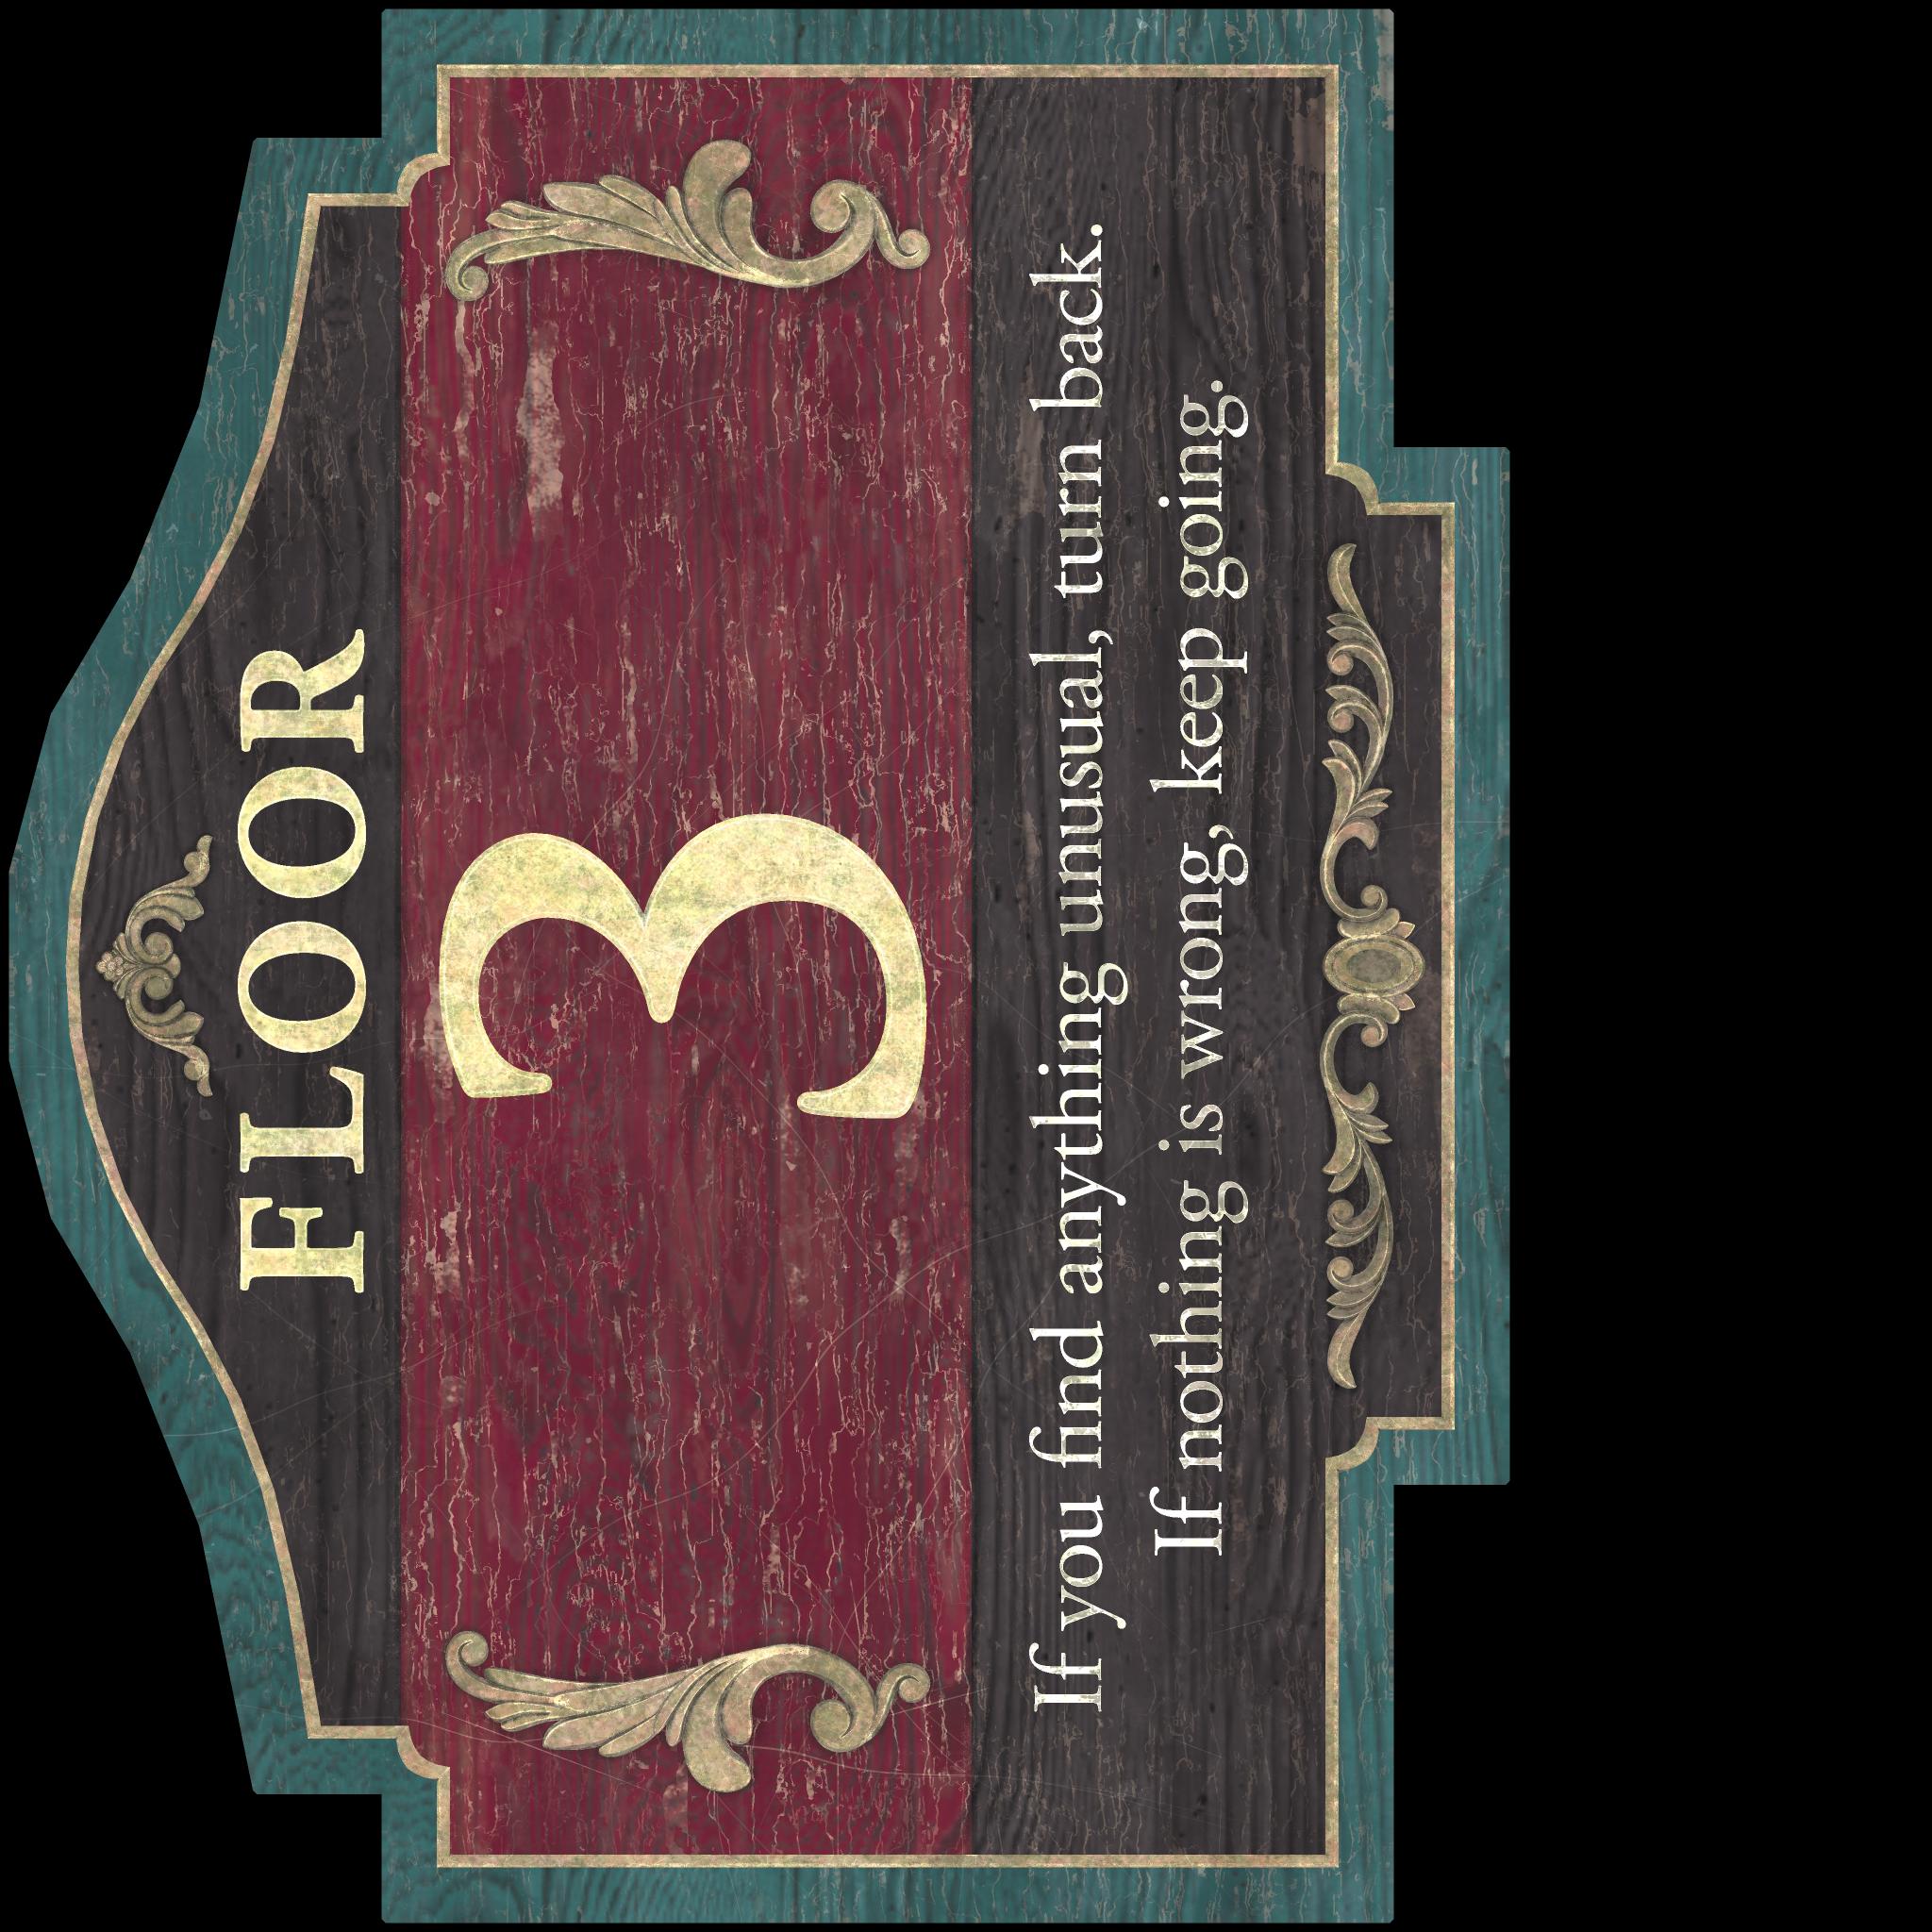 FLOOR
3
If you find anything unusual, turn back.
If nothing is wrong, keep going.